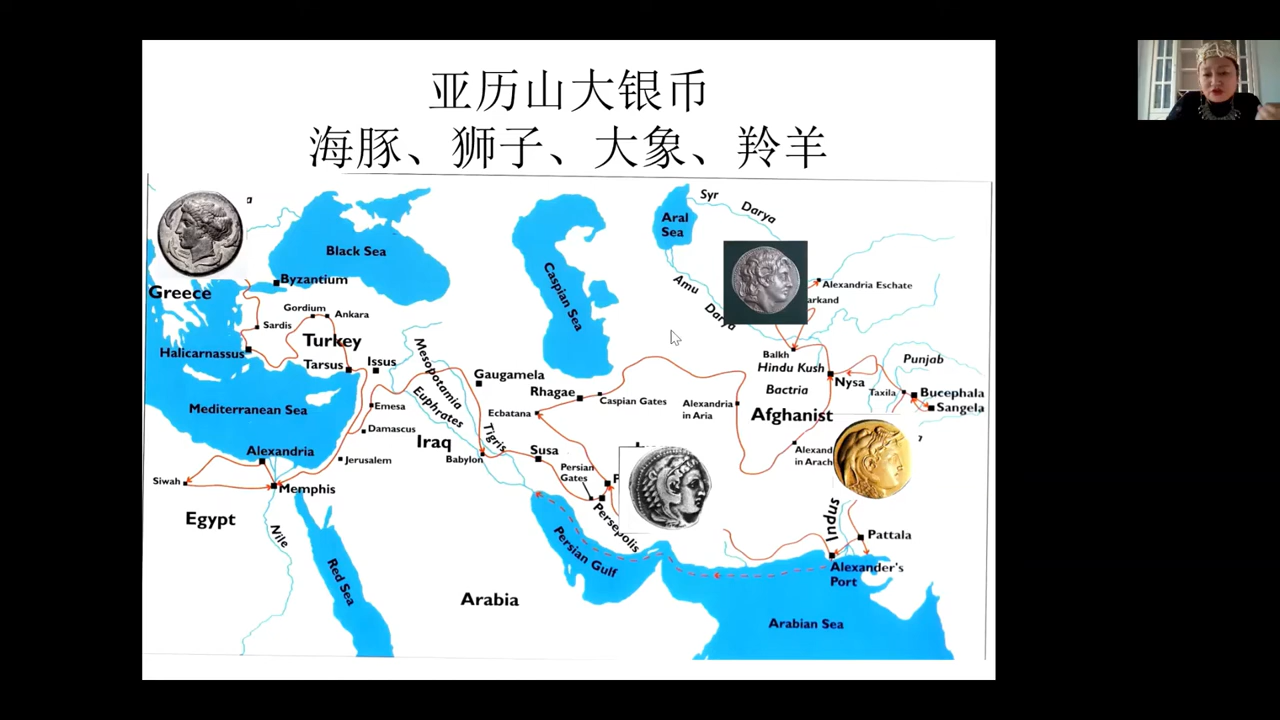 亚历山大银币
海豚、狮子、大象、羚羊
Syr
Darya
Aral
Sea
Black Sea
Byzantium
Caspian Sea
Amu
Darya
Alexandria Eschate
arkand
Greece
Gordium
Ankara
Sardis
Turkey
Halicarnassus
Tarsus
Issus
Mesopotamia
Euphrates
Tigris
Gaugamela
Rhagae
Caspian Gates
Ecbatana
Balkh
Hindu Kush
Bactria
Nysa
Punjab
Taxila
Bucephala
Sangela
Alexandria
in Aria
Afghanist
Mediterranean Sea
Emesa
Damascus
Jerusalem
Iraq
Babylon
Susa
Persian
Gates
Persepolis
Alexand
in Arach
Alexandria
Siwah
Memphis
Egypt
Nile
Red Sea
Persian Gulf
Arabia
Indus
Pattala
Alexander's
Port
Arabian Sea